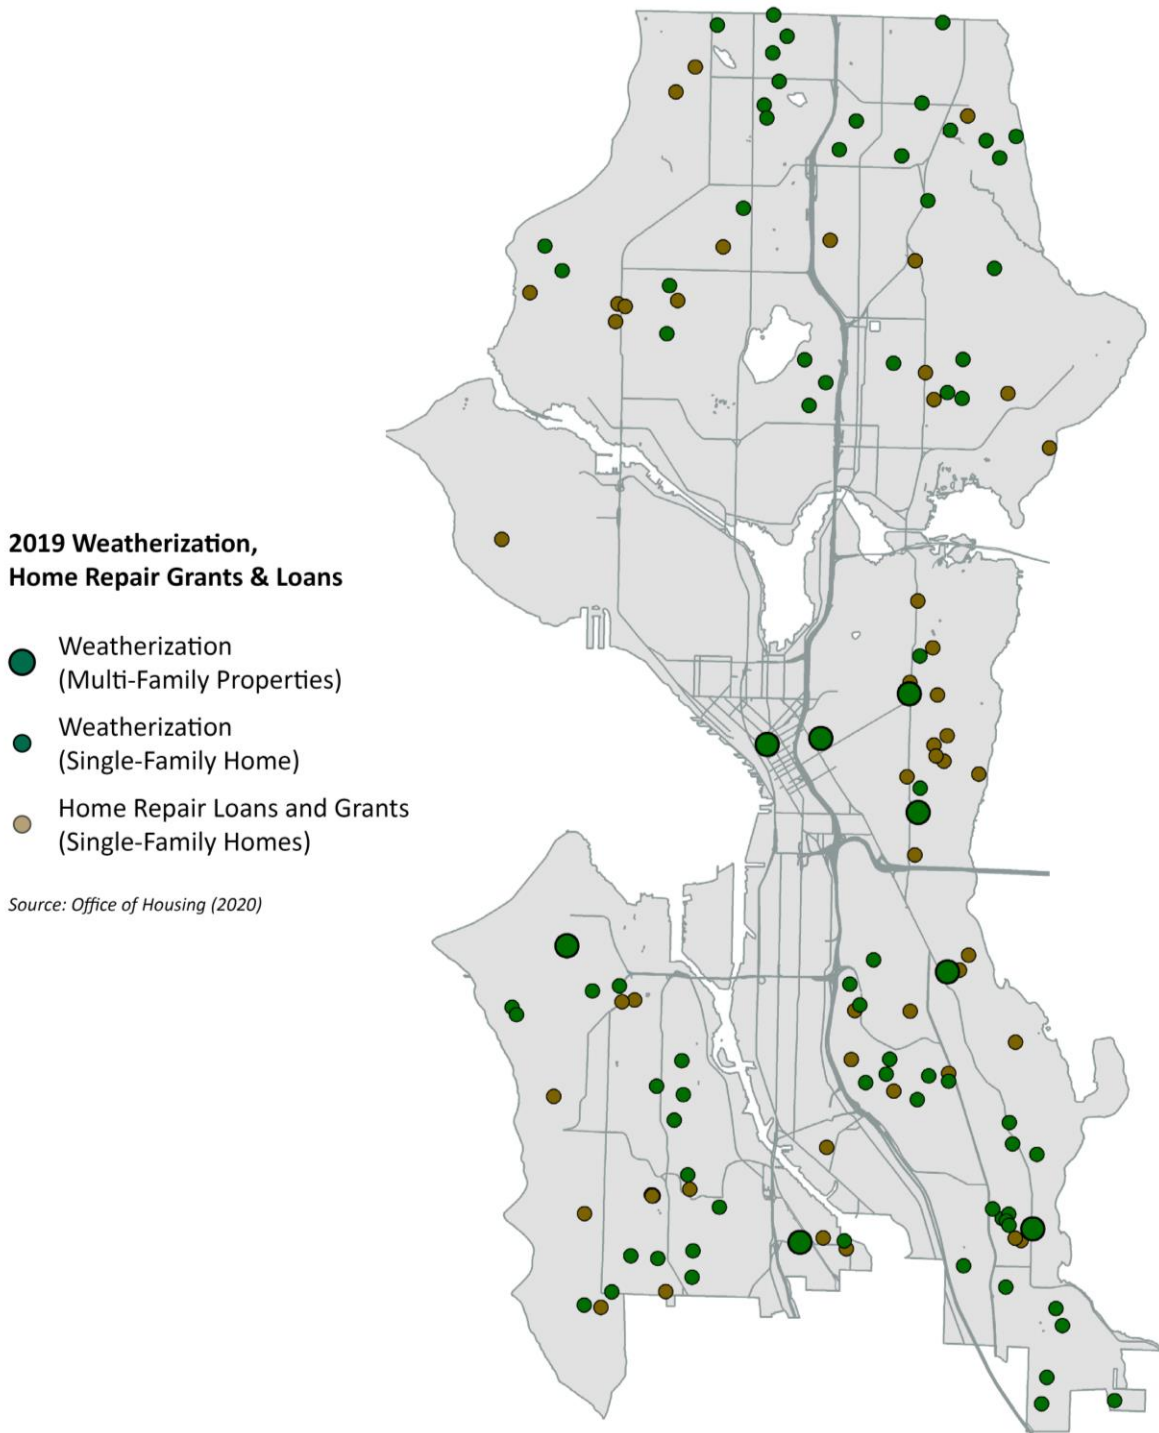 2019 Weatherization,
Home Repair Grants & Loans
Weatherization
(Multi-Family Properties)
Weatherization
(Single-Family Home)
Home Repair Loans and Grants
(Single-Family Homes)
Source: Office of Housing (2020)